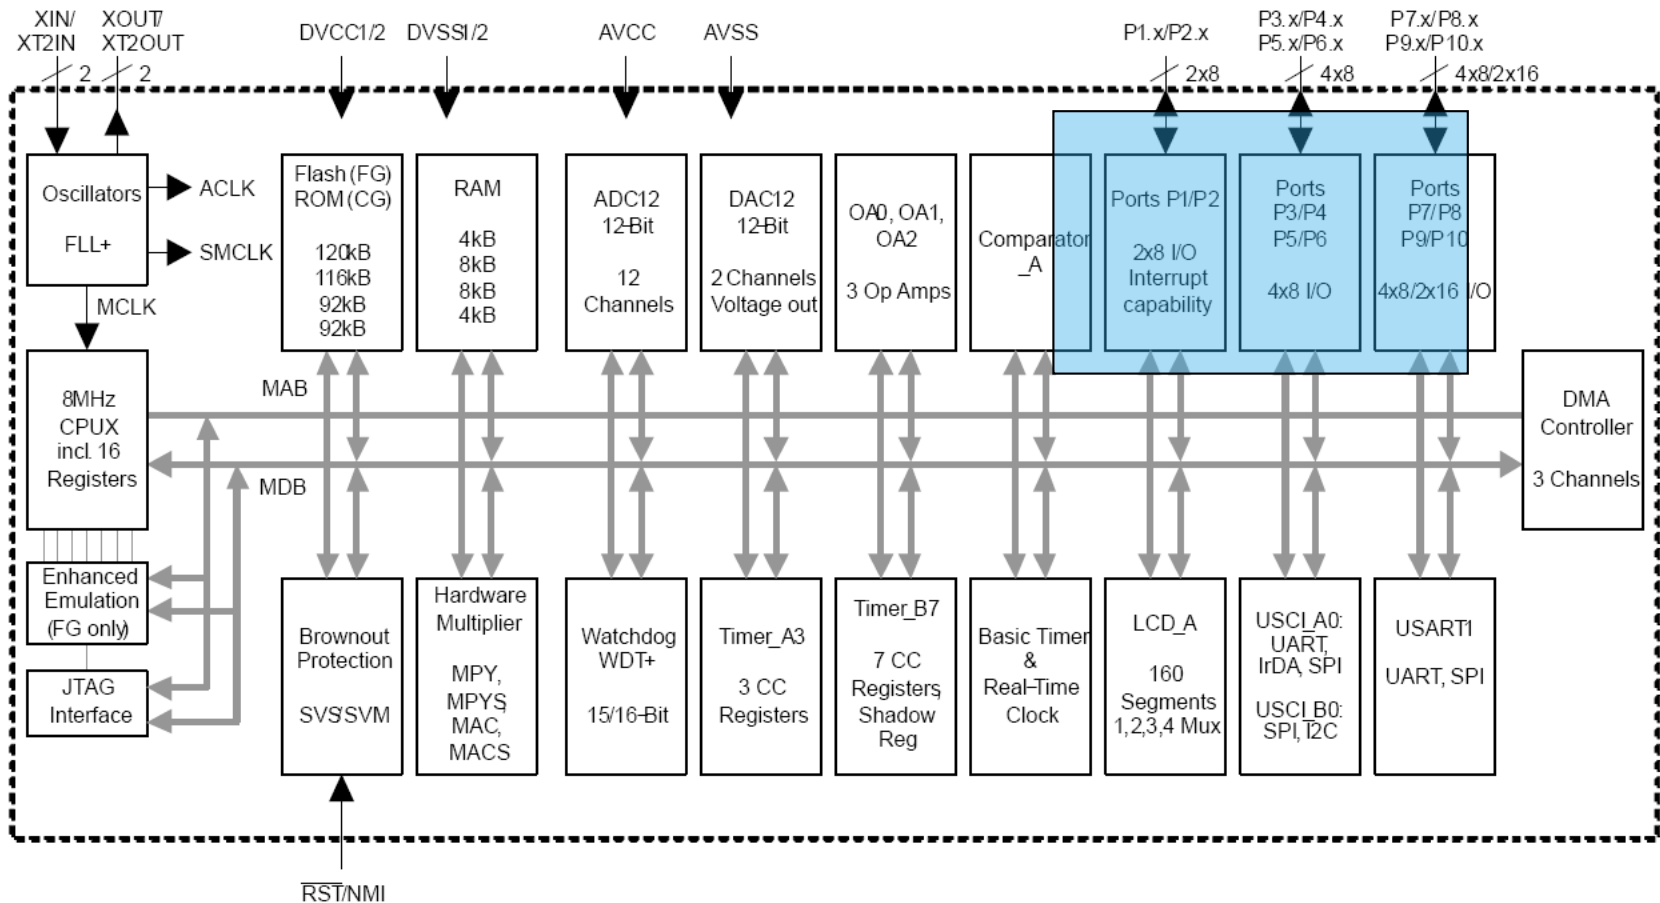 XIN/
XT2IN
XOUT/
XT2OUT
2
2
DVCC1/2
DVSS1/2
AVCC
AVSS
P1.x/P2.x
2x8
P3.x/P4.x
P5.x/P6.x
4x8
P7.x/P8.x
P9.x/P10.x
4x8/2x16
Oscillators
FLL+
ACLK
SMCLK
MCLK
Flash (FG)
ROM (CG)
120kB
116kB
92kB
92kB
RAM
4kB
8kB
8kB
4kB
ADC12
12-Bit
12
Channels
DAC12
12-Bit
2 Channels
Voltage out
OA0, OA1,
OA2
3 Op Amps
Comparator
_A
Ports P1/P2
2x8 I/O
Interrupt
capability
Ports
P3/P4
P5/P6
4x8 I/O
Ports
P7/P8
P9/P10
4x8/2x16 I/O
8MHz
CPUX
incl. 16
Registers
MAB
MDB
DMA
Controller
3 Channels
Enhanced
Emulation
(FG only)
JTAG
Interface
Brownout
Protection
SVS/SVM
Hardware
Multiplier
MPY,
MPYS,
MAC,
MACS
Watchdog
WDT+
15/16-Bit
Timer_A3
3 CC
Registers
Timer_B7
7 CC
Registers,
Shadow
Reg
Basic Timer
&
Real-Time
Clock
LCD_A
160
Segments
1,2,3,4 Mux
USCI_A0:
UART,
IrDA, SPI
USCI_B0:
SPI, I2C
USART1
UART, SPI
RST/NMI